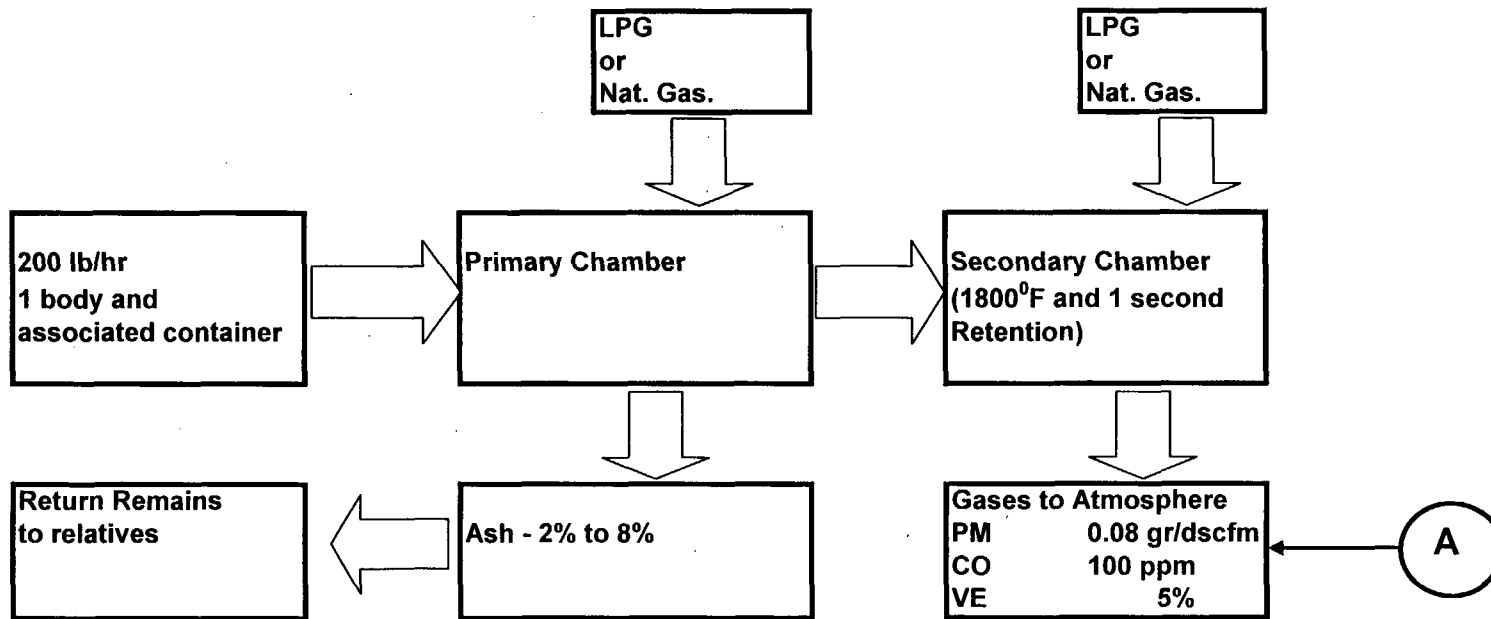 LPG
or
Nat. Gas.
LPG
or
Nat. Gas.
200 lb/hr
1 body and
associated container
Primary Chamber
Secondary Chamber
(1800⁰F and 1 second
Retention)
Return Remains
to relatives
Ash - 2% to 8%
Gases to Atmosphere
PM 0.08 gr/dscfm
CO 100 ppm
VE 5%
A